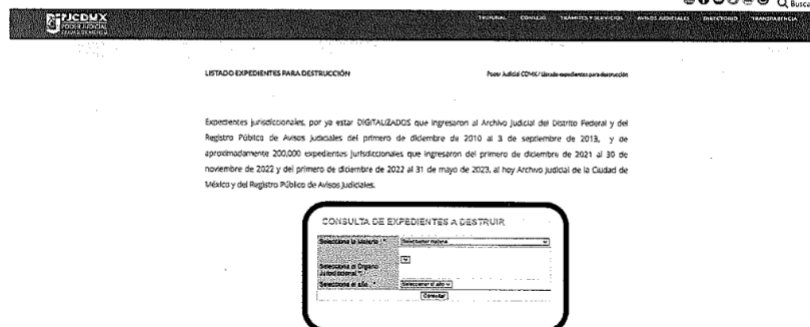 Busca
PJCDMX
PODER JUDICIAL
CIUDAD DE MÉXICO
TRIBUNAL CONSEJO TRÁMITES Y SERVICIOS AVISOS JUDICIALES DIRECTORIO TRANSPARENCIA
LISTADO EXPEDIENTES PARA DESTRUCCIÓN
Poder Judicial CDMX / Listado expedientes para destrucción
Expedientes jurisdiccionales, por ya estar DIGITALIZADOS que ingresaron al Archivo Judicial del Distrito Federal y del
Registro Público de Avisos Judiciales del primero de diciembre de 2010 al 3 de septiembre de 2013, y de
aproximadamente 200,000 expedientes jurisdiccionales que ingresaron del primero de diciembre de 2021 al 30 de
noviembre de 2022 y del primero de diciembre de 2022 al 31 de mayo de 2023, al hoy Archivo Judicial de la Ciudad de
México y del Registro Público de Avisos Judiciales.
CONSULTA DE EXPEDIENTES A DESTRUIR
Selecciona la Materia : * Seleccionar materia
Selecciona el Órgano
Jurisdiccional *:
Selecciona el año : * Seleccionar el año
Consultar